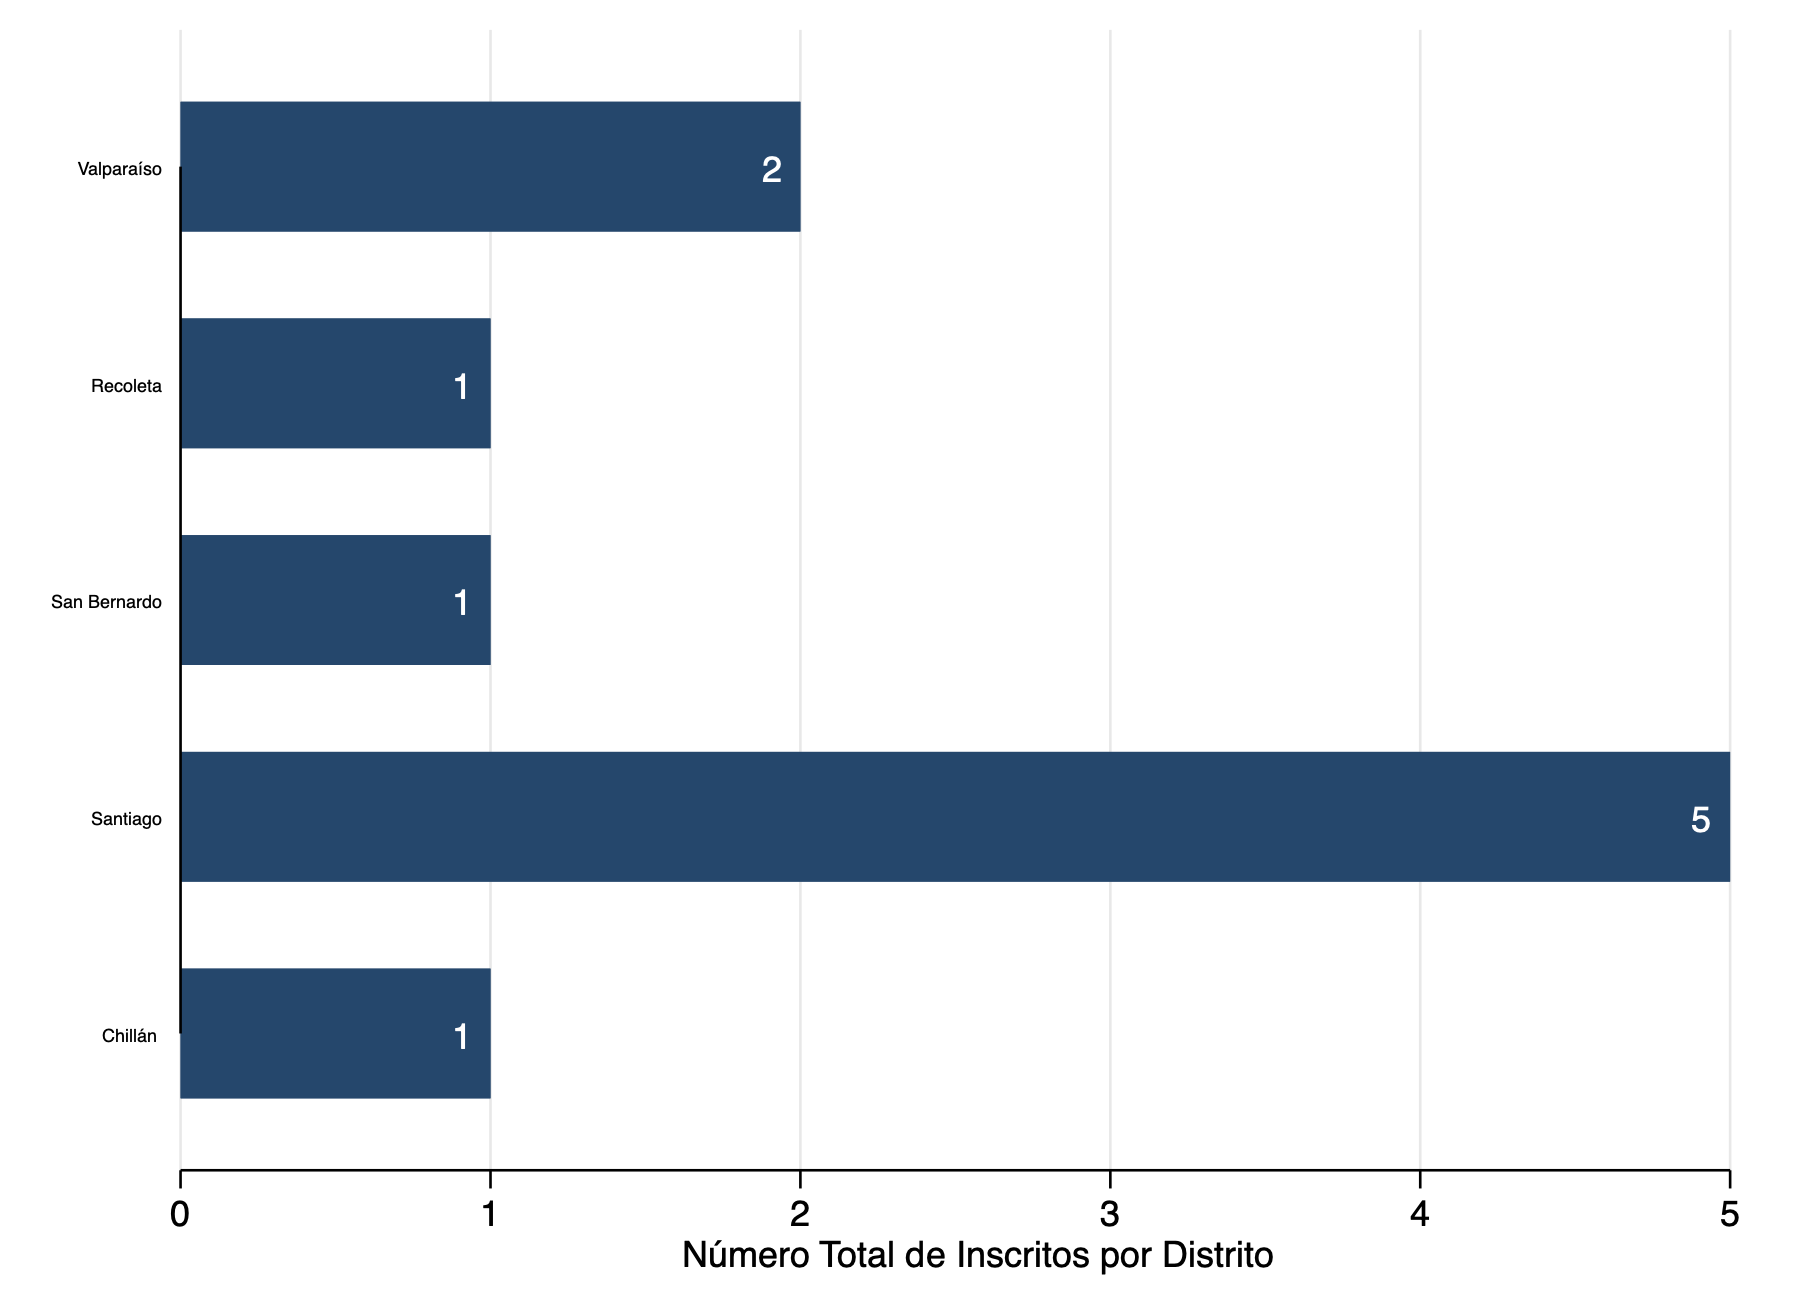 Valparaíso
2
Recoleta
1
San Bernardo
1
Santiago
5
Chillán
1
0 1 2 3 4 5
Número Total de Inscritos por Distrito